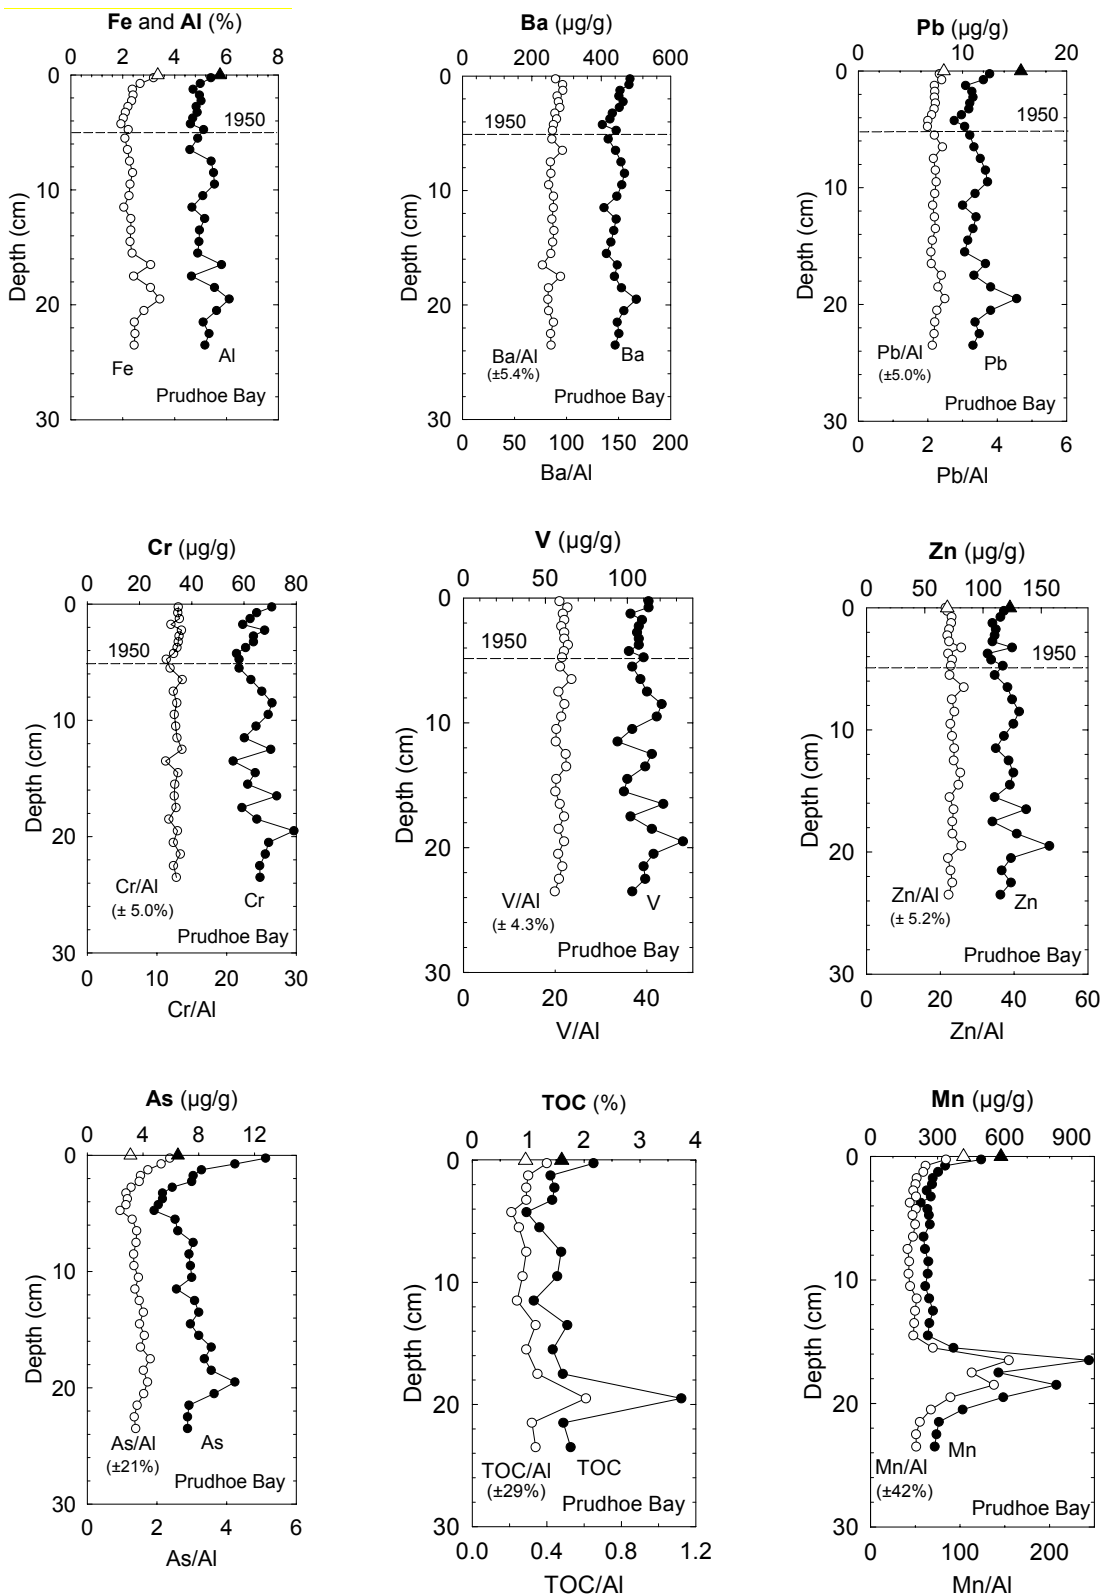 Fe and Al (%)
0 2 4 6 8
0
10
20
30
Depth (cm)
1950
Fe
Al
Prudhoe Bay
Ba (µg/g)
0 200 400 600
0
10
20
30
Depth (cm)
1950
Ba/Al
(±5.4%)
Ba
Prudhoe Bay
0 50 100 150 200
Ba/Al
Pb (µg/g)
0 10 20
0
10
20
30
Depth (cm)
1950
Pb/Al
(±5.0%)
Pb
Prudhoe Bay
0 2 4 6
Pb/Al
Cr (µg/g)
0 20 40 60 80
0
10
20
30
Depth (cm)
1950
Cr/Al
(± 5.0%)
Cr
Prudhoe Bay
0 10 20 30
Cr/Al
V (µg/g)
0 50 100
0
10
20
30
Depth (cm)
1950
V/Al
(± 4.3%)
V
Prudhoe Bay
0 20 40
V/Al
Zn (µg/g)
0 50 100 150
0
10
20
30
Depth (cm)
1950
Zn/Al
(± 5.2%)
Zn
Prudhoe Bay
0 20 40 60
Zn/Al
As (µg/g)
0 4 8 12
0
10
20
30
Depth (cm)
As/Al
(±21%)
As
Prudhoe Bay
0 2 4 6
As/Al
TOC (%)
0 1 2 3 4
0
10
20
30
Depth (cm)
TOC/Al
(±29%)
TOC
Prudhoe Bay
0.0 0.4 0.8 1.2
TOC/Al
Mn (µg/g)
0 300 600 900
0
10
20
30
Depth (cm)
Mn/Al
(±42%)
Mn
Prudhoe Bay
0 100 200
Mn/Al